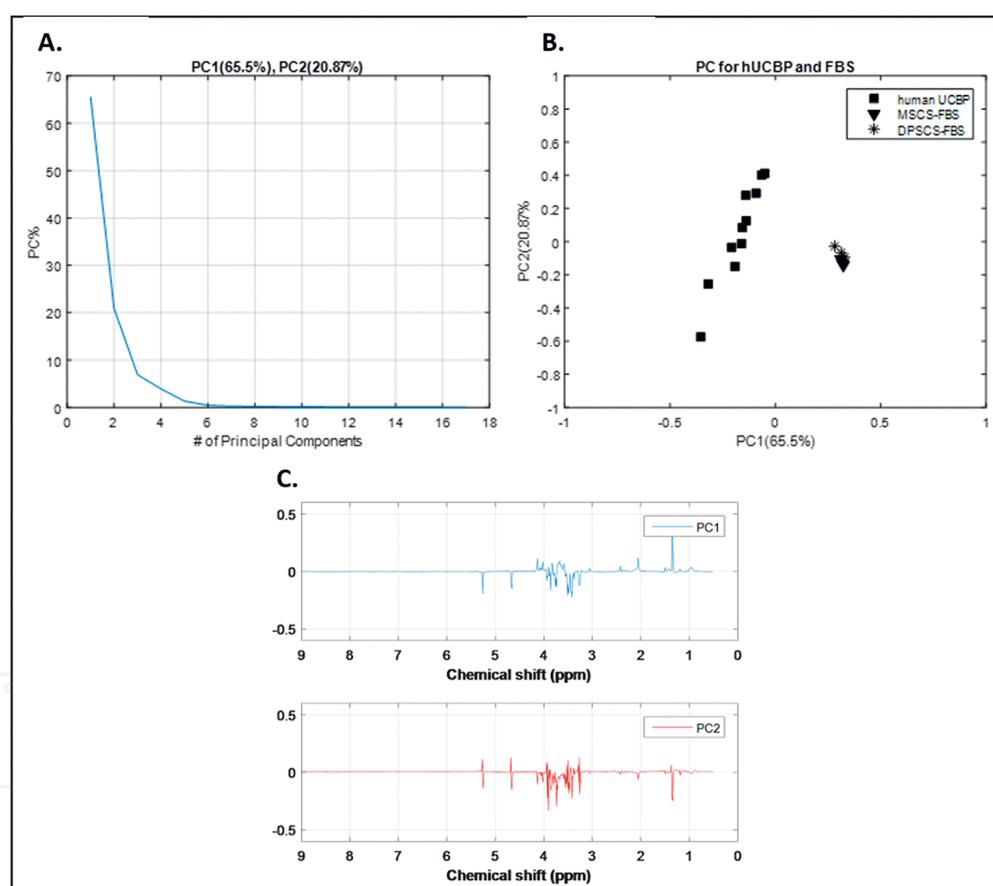 A.
PC1(65.5%), PC2(20.87%)
70
60
50
40
30
20
10
0
PC%
0 2 4 6 8 10 12 14 16 18
# of Principal Components
B.
PC for hUCBP and FBS
human UCBP
MSCS-FBS
DPSCS-FBS
1
0.8
0.6
0.4
0.2
0
-0.2
-0.4
-0.6
-0.8
-1
PC2(20.87%
-1 -0.5 0 0.5 1
PC1(65.5%)
C.
0.5
0
-0.5
PC1
9 8 7 6 5 4 3 2 1 0
Chemical shift (ppm)
0.5
0
-0.5
PC2
9 8 7 6 5 4 3 2 1 0
Chemical shift (ppm)